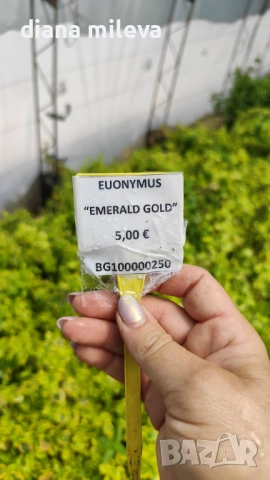 diana mileva
EUONYMUS
“EMERALD GOLD”
5,00 €
BG100000250
BAZAR